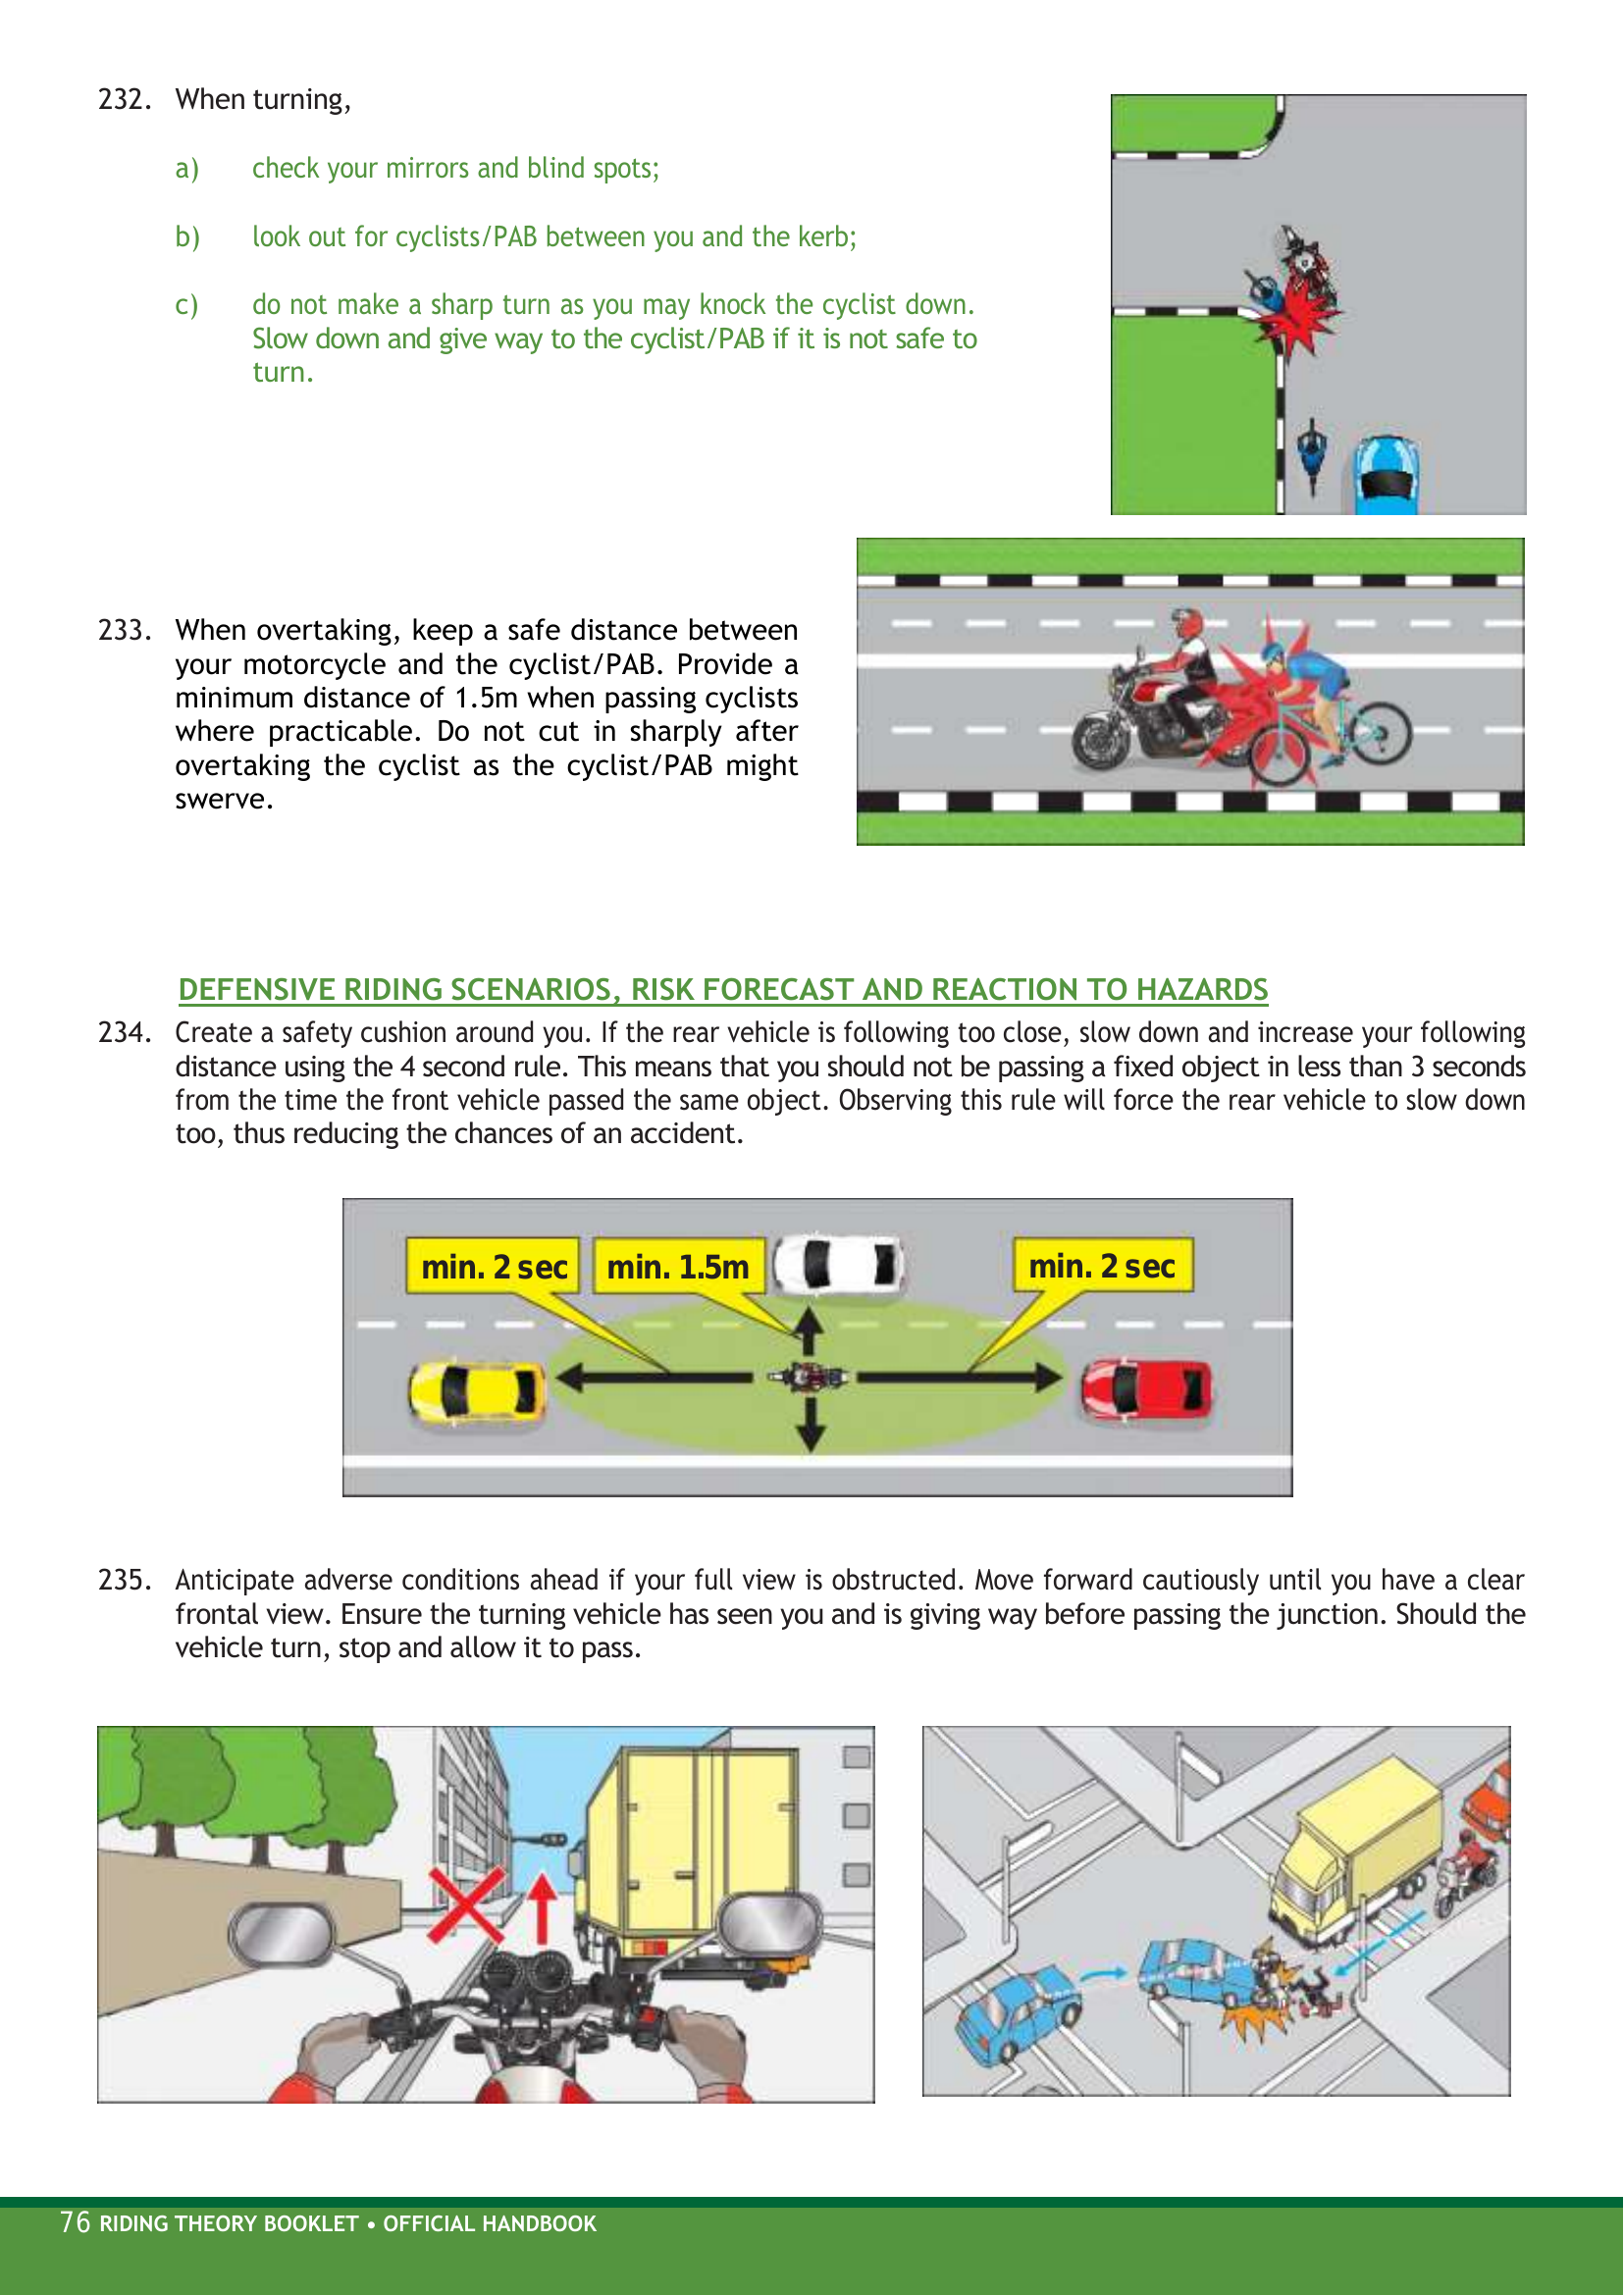 232. When turning,
a) check your mirrors and blind spots;
b) look out for cyclists/PAB between you and the kerb;
c) do not make a sharp turn as you may knock the cyclist down.
Slow down and give way to the cyclist/PAB if it is not safe to
turn.
233. When overtaking, keep a safe distance between
your motorcycle and the cyclist/PAB. Provide a
minimum distance of 1.5m when passing cyclists
where practicable. Do not cut in sharply after
overtaking the cyclist as the cyclist/PAB might
swerve.
DEFENSIVE RIDING SCENARIOS, RISK FORECAST AND REACTION TO HAZARDS
234. Create a safety cushion around you. If the rear vehicle is following too close, slow down and increase your following
distance using the 4 second rule. This means that you should not be passing a fixed object in less than 3 seconds
from the time the front vehicle passed the same object. Observing this rule will force the rear vehicle to slow down
too, thus reducing the chances of an accident.
min. 2 sec min. 1.5m min. 2 sec
235. Anticipate adverse conditions ahead if your full view is obstructed. Move forward cautiously until you have a clear
frontal view. Ensure the turning vehicle has seen you and is giving way before passing the junction. Should the
vehicle turn, stop and allow it to pass.
76 RIDING THEORY BOOKLET • OFFICIAL HANDBOOK